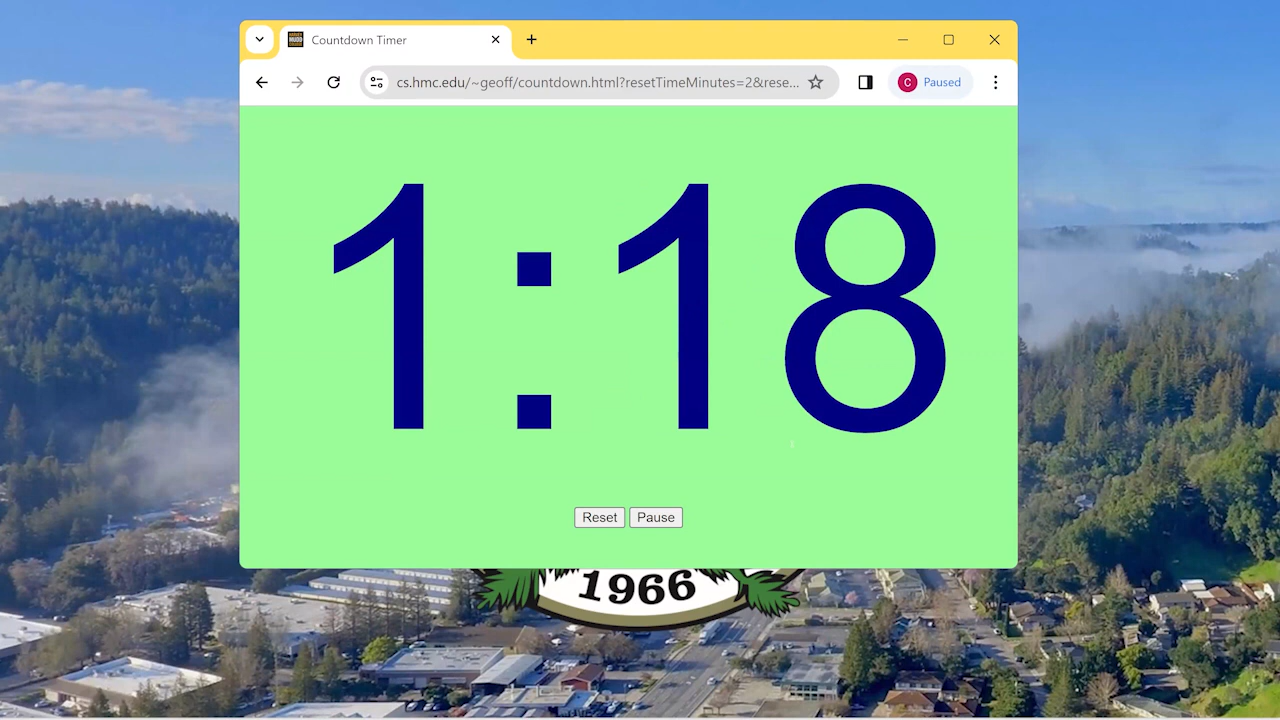 Countdown Timer
cs.hmc.edu/~geoff/countdown.html?resetTimeMinutes=2&rese...
C Paused
1:18
Reset Pause
1966